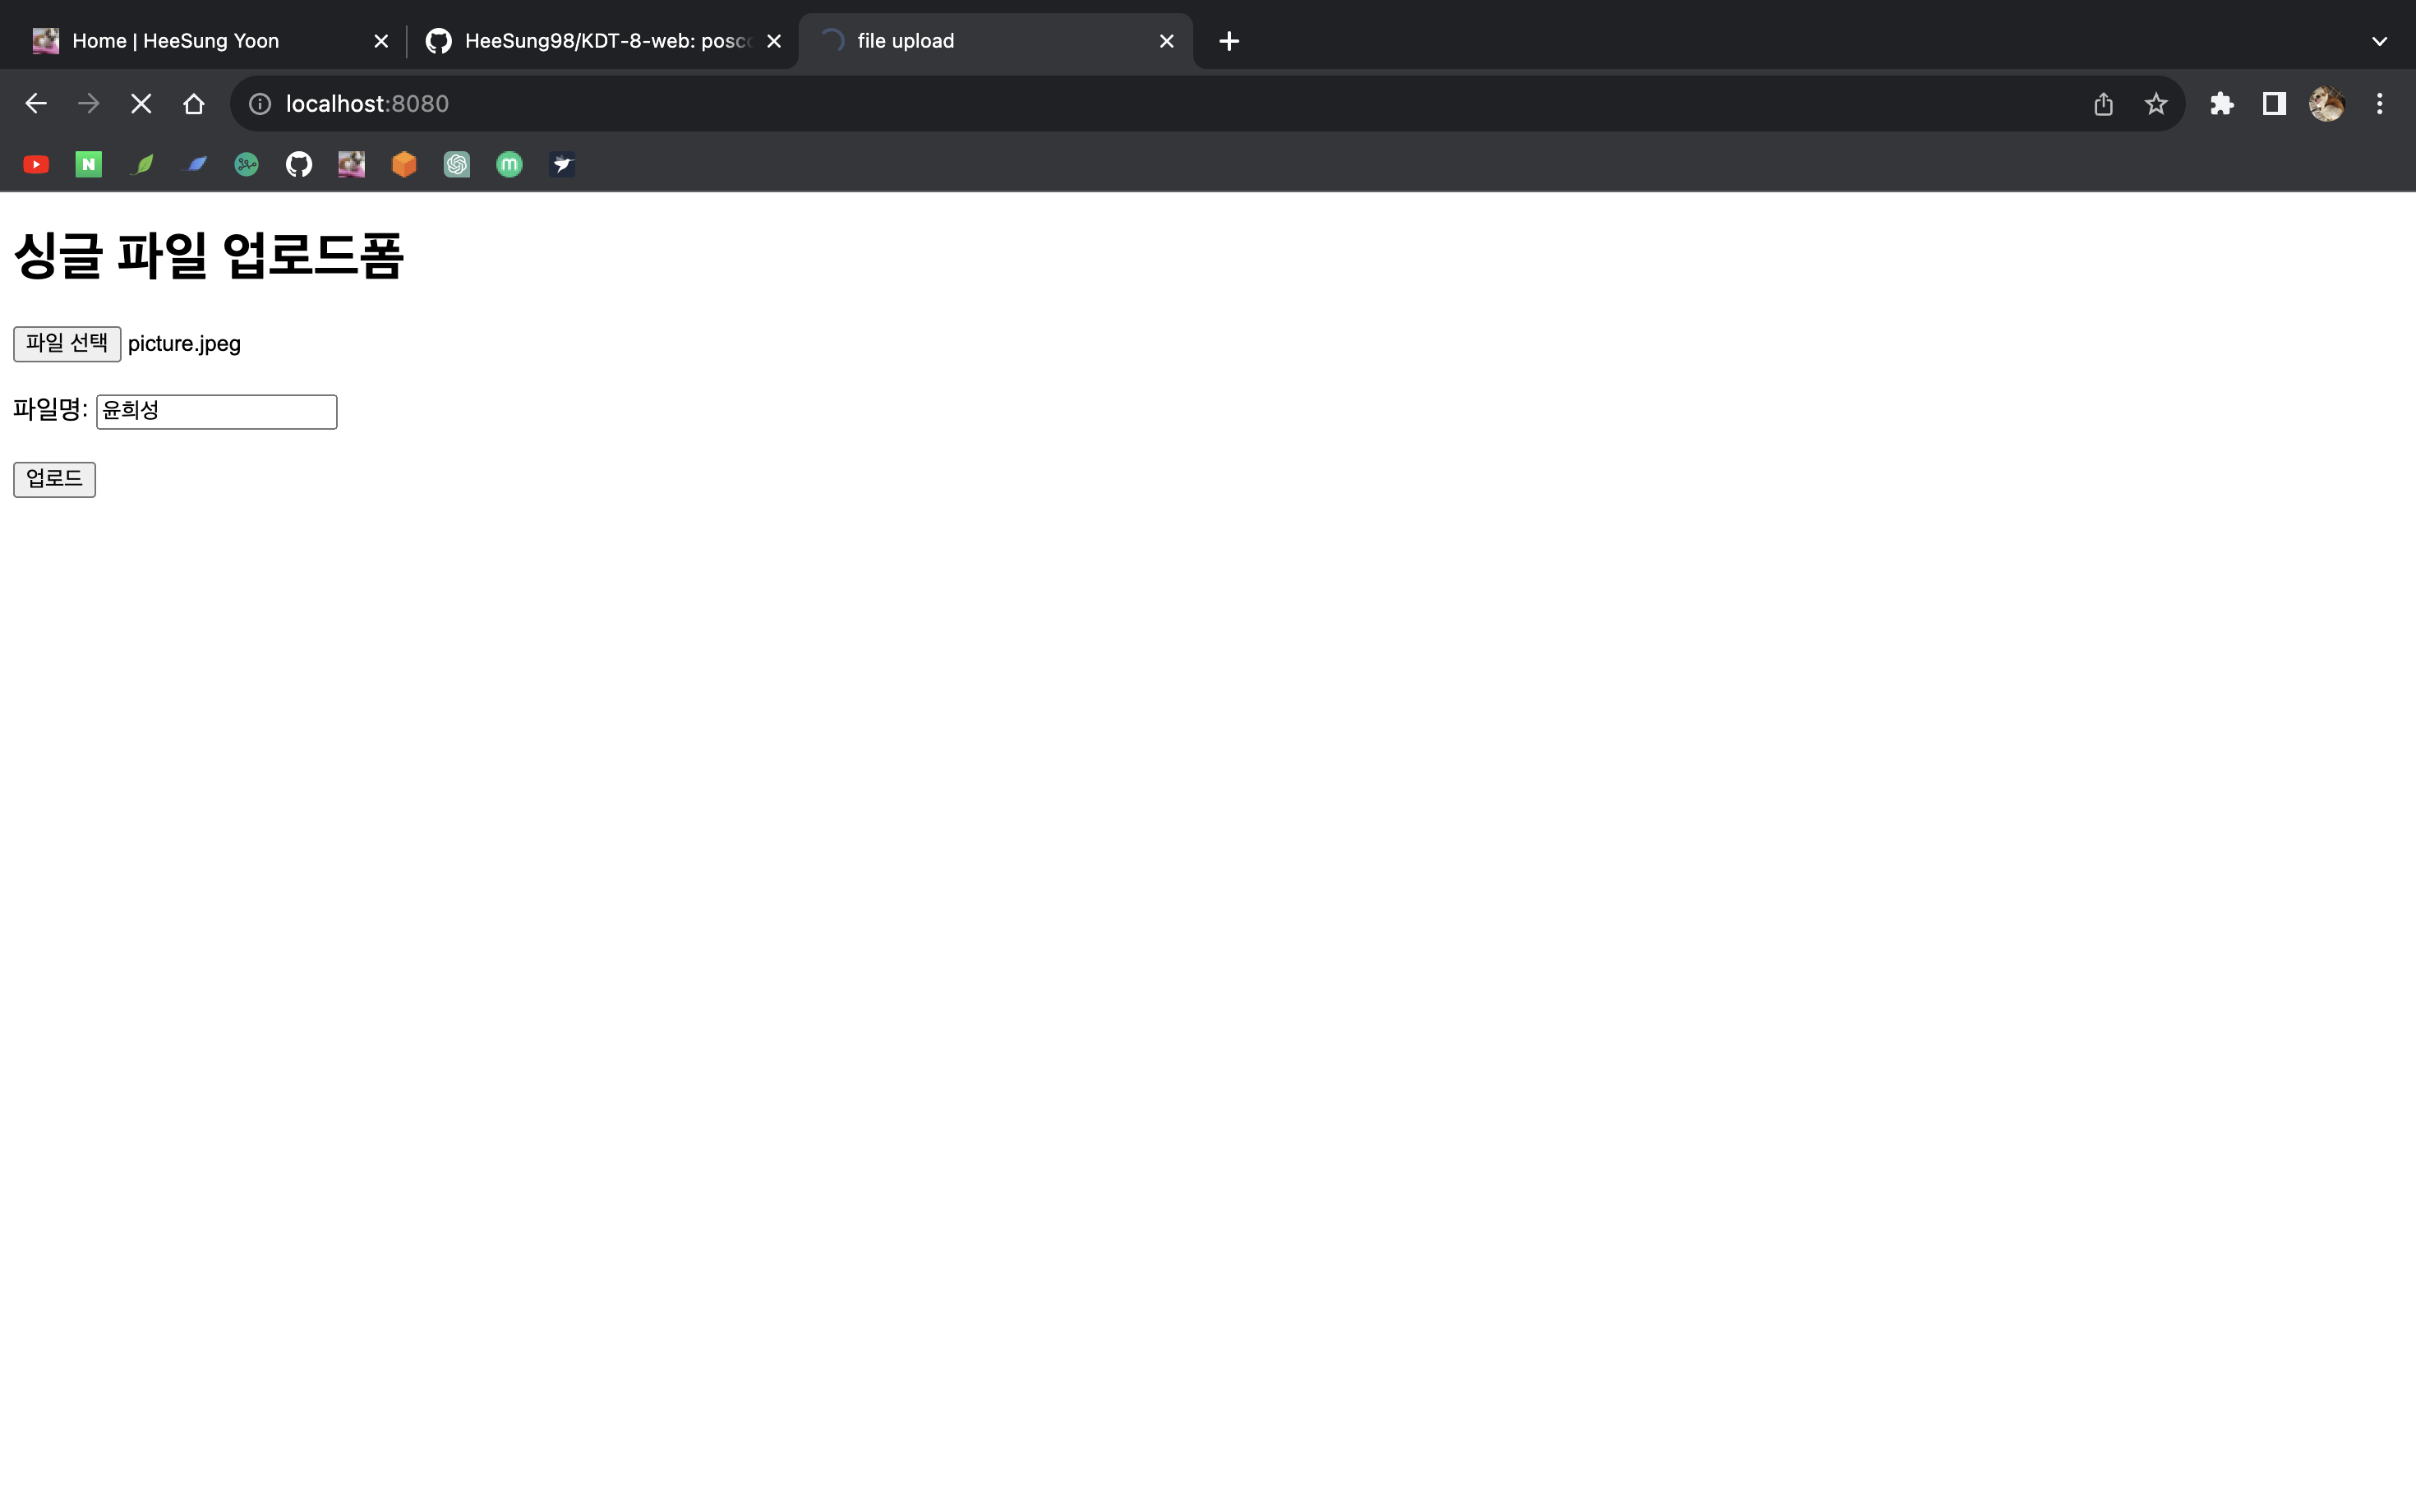 Home | HeeSung Yoon
HeeSung98/KDT-8-web: posco
file upload
localhost:8080
싱글 파일 업로드폼
파일 선택 picture.jpeg
파일명: 윤희성
업로드